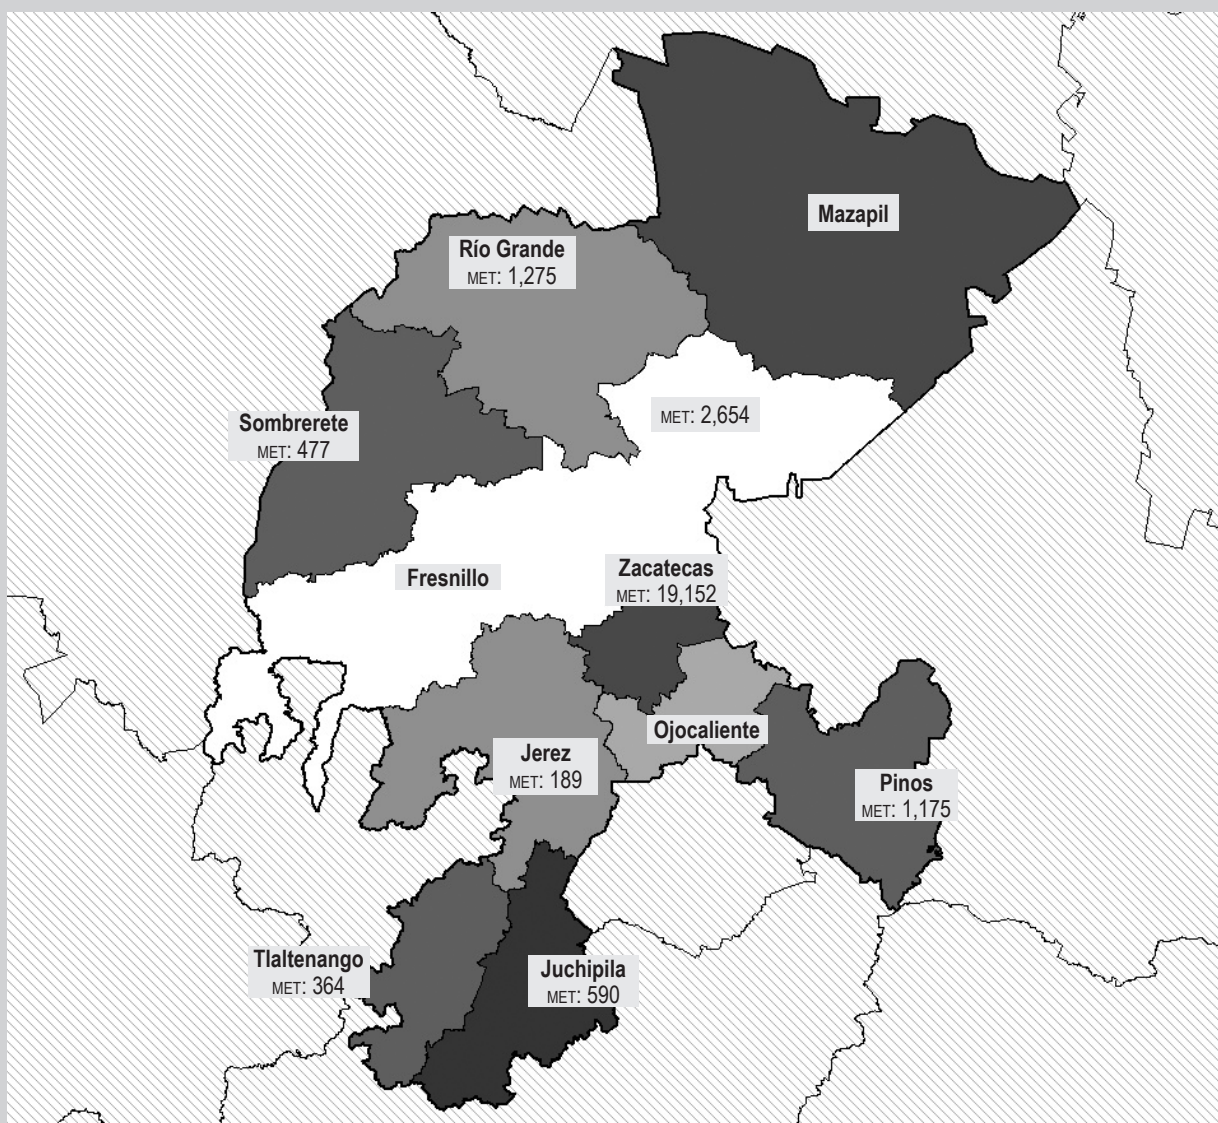 Mazapil
Río Grande
MET: 1,275
MET: 2,654
Sombrerete
MET: 477
Fresnillo
Zacatecas
MET: 19,152
Ojocaliente
Jerez
MET: 189
Pinos
MET: 1,175
Tlaltenango
MET: 364
Juchipila
MET: 590